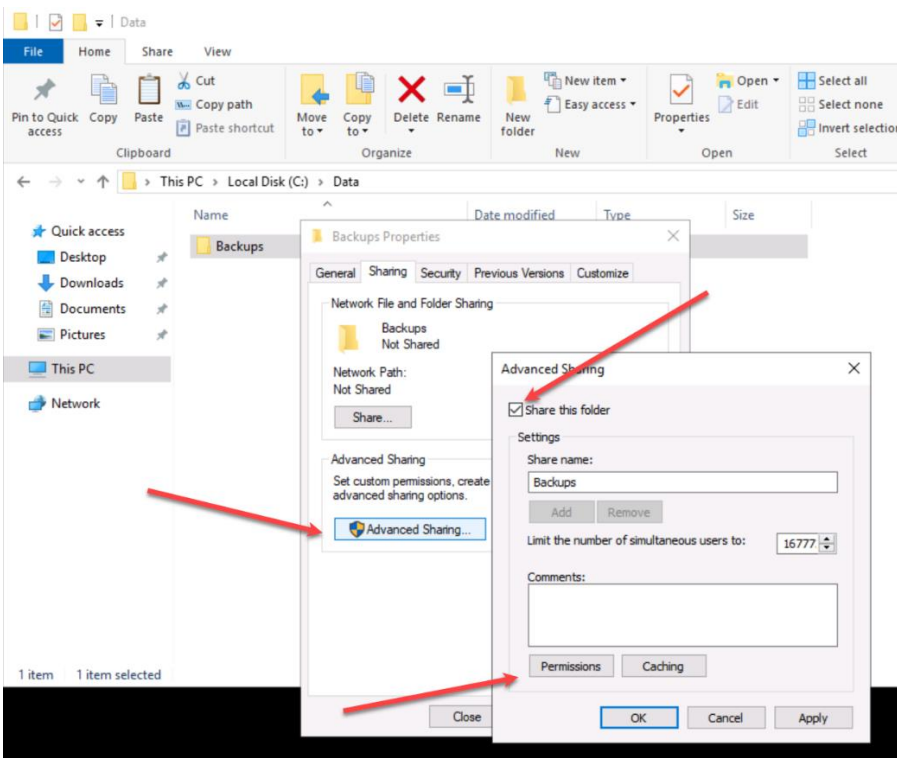 Data
File Home Share View
Pin to Quick access
Copy
Paste
Cut
Copy path
Paste shortcut
Clipboard
Move to
Copy to
Delete
Rename
Organize
New folder
New item
Easy access
New
Properties
Open
Edit
Open
Select all
Select none
Invert selection
Select
This PC > Local Disk (C:) > Data
Name Date modified Type Size
Quick access
Desktop
Downloads
Documents
Pictures
This PC
Network
Backups
1 item 1 item selected
Backups Properties
General Sharing Security Previous Versions Customize
Network File and Folder Sharing
Backups
Not Shared
Network Path:
Not Shared
Share...
Advanced Sharing
Set custom permissions, create
advanced sharing options.
Advanced Sharing...
Close
Advanced Sharing
Share this folder
Settings
Share name:
Backups
Add Remove
Limit the number of simultaneous users to: 16777
Comments:
Permissions Caching
OK Cancel Apply